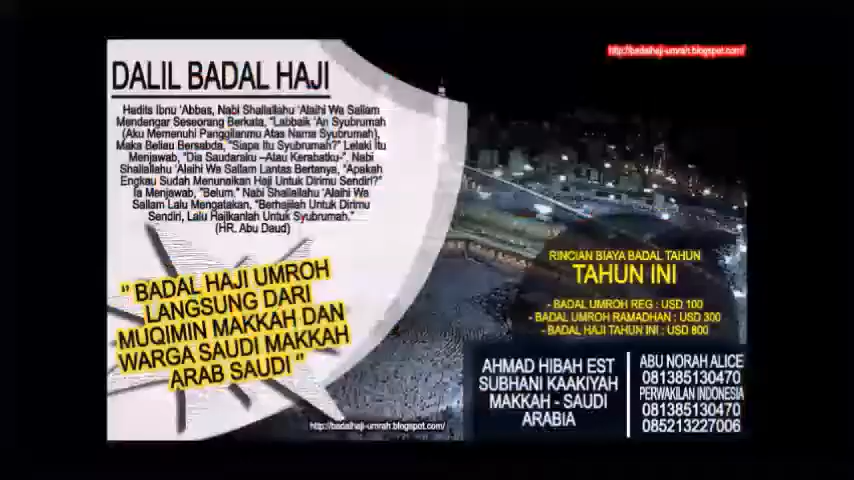 http://badalhaji-umrah.blogspot.com/
DALIL BADAL HAJI
Hadits Ibnu 'Abbas, Nabi Shallallahu 'Alaihi Wa Sallam
Mendengar Seseorang Berkata, "Labbaik 'An Syubrumah
(Aku Memenuhi Panggilanmu Atas Nama Syubrumah),
Maka Beliau Bersabda, "Siapa Itu Syubrumah?" Lelaki Itu
Menjawab, "Dia Saudaraku –Atau Kerabatku-", Nabi
Shallallahu 'Alaihi Wa Sallam Lantas Bertanya, "Apakah
Engkau Sudah Menunaikan Haji Untuk Dirimu Sendiri?"
Ia Menjawab, "Belum." Nabi Shallallahu 'Alaihi Wa
Sallam Lalu Mengatakan, "Berhajilah Untuk Dirimu
Sendiri, Lalu Hajikanlah Untuk Syubrumah."
(HR. Abu Daud)
" BADAL HAJI UMROH
LANGSUNG DARI
MUQIMIN MAKKAH DAN
WARGA SAUDI MAKKAH
ARAB SAUDI "
RINCIAN BIAYA BADAL TAHUN
TAHUN INI
- BADAL UMROH REG : USD 100
- BADAL UMROH RAMADHAN : USD 300
- BADAL HAJI TAHUN INI : USD 800
AHMAD HIBAH EST
SUBHANI KAAKIYAH
MAKKAH - SAUDI
ARABIA
ABU NORAH ALICE
081385130470
PERWAKILAN INDONESIA
081385130470
085213227006
http://badalhaji-umrah.blogspot.com/